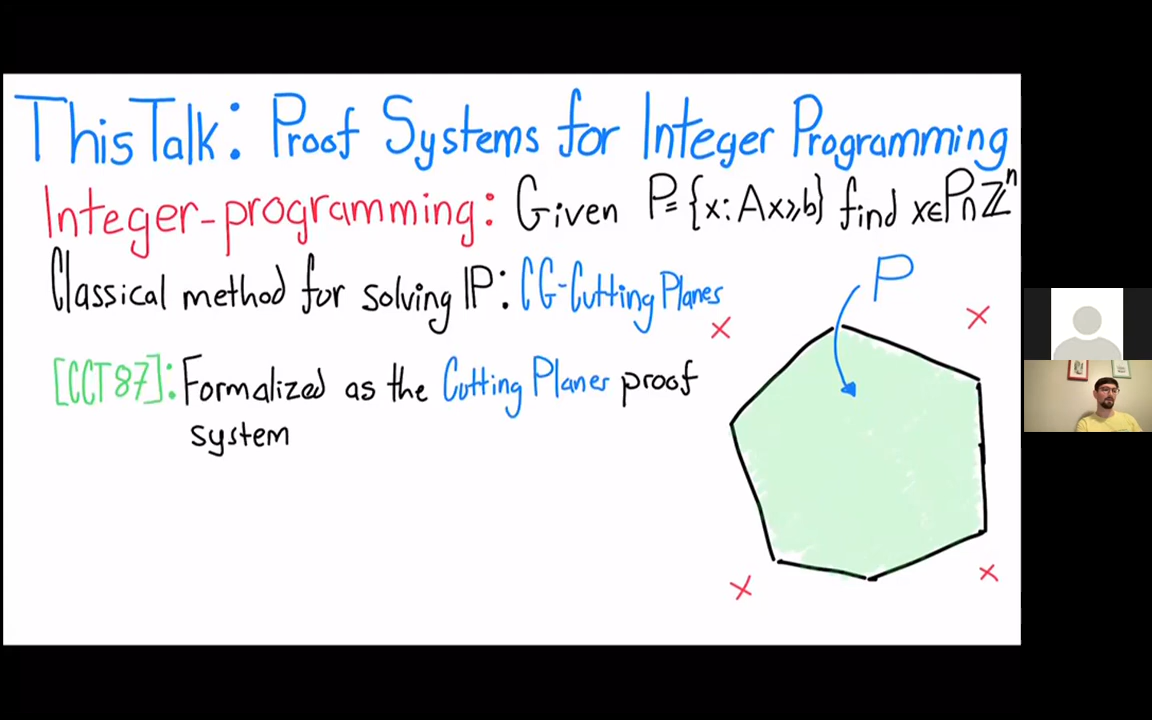 This Talk: Proof Systems for Integer Programming
Integer-programming: Given P={x: Ax≥b} find x∈P∩ℤⁿ
Classical method for solving IP: CG-Cutting Planes
P
[CCT87]: Formalized as the Cutting Planes proof
system